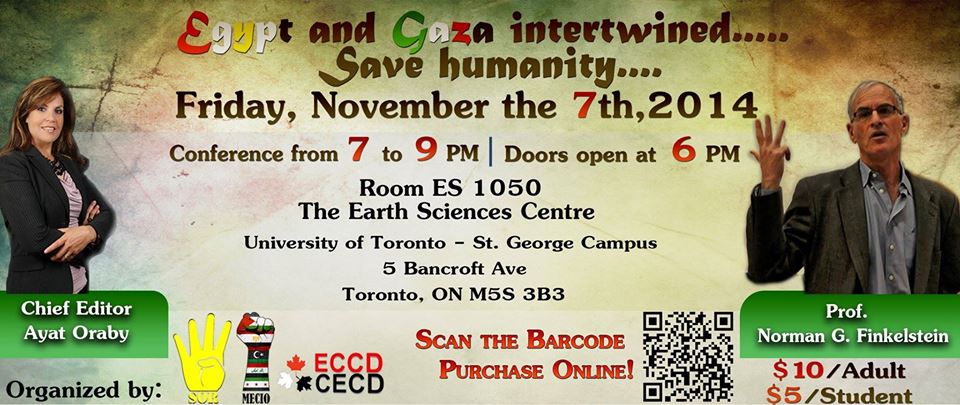 Egypt and Gaza intertwined.....
Save humanity....
Friday, November the 7th,2014
Conference from 7 to 9 PM | Doors open at 6 PM
Room ES 1050
The Earth Sciences Centre
University of Toronto - St. George Campus
5 Bancroft Ave
Toronto, ON M5S 3B3
Chief Editor
Ayat Oraby
Prof.
Norman G. Finkelstein
Organized by:
SOR
MECIO
ECCD
CECD
Scan the Barcode
Purchase Online!
$10/Adult
$5/Student